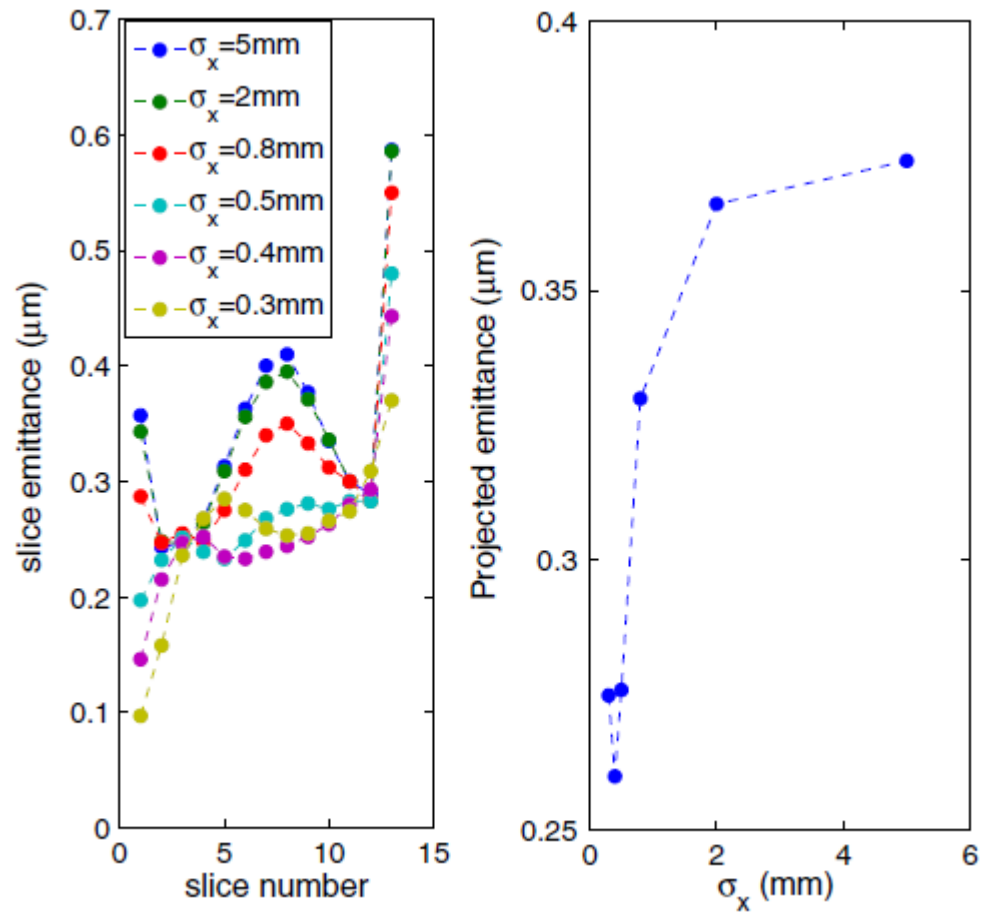 0.7
0.6
0.5
0.4
0.3
0.2
0.1
0
0
5
10
15
slice emittance (μm)
slice number
σx=5mm
σx=2mm
σx=0.8mm
σx=0.5mm
σx=0.4mm
σx=0.3mm
0.4
0.35
0.3
0.25
0
2
4
6
Projected emittance (μm)
σx (mm)